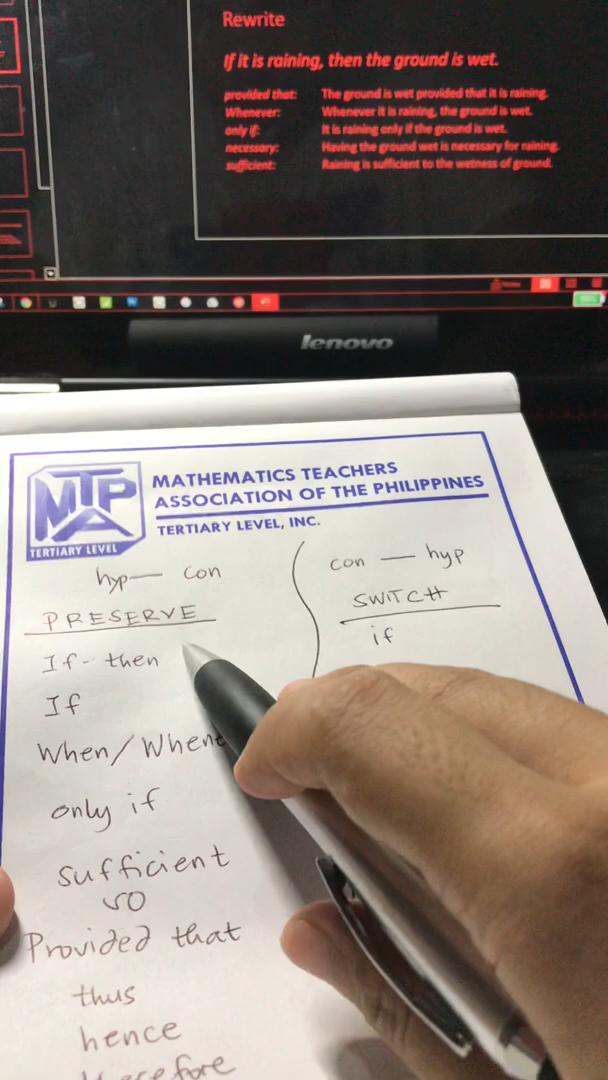 Rewrite
If it is raining, then the ground is wet.
provided that: The ground is wet provided that it is raining.
Whenever: Whenever it is raining, the ground is wet.
only if: It is raining only if the ground is wet.
necessary: Having the ground wet is necessary for raining.
sufficient: Raining is sufficient to the wetness of ground.
lenovo
MTAP
TERTIARY LEVEL
MATHEMATICS TEACHERS
ASSOCIATION OF THE PHILIPPINES
TERTIARY LEVEL, INC.
hyp— con
PRESERVE
If-then
If
When/Whene
only if
sufficient
so
Provided that
thus
hence
therefore
con — hyp
SWITCH
if